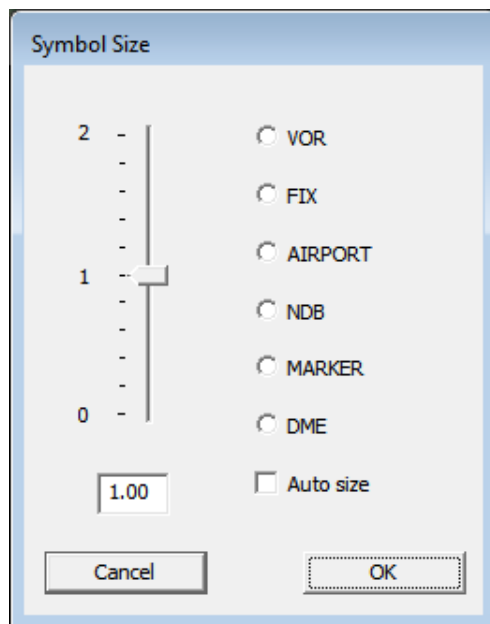 Symbol Size
2
VOR
FIX
AIRPORT
1
NDB
MARKER
0
DME
1.00
Auto size
Cancel
OK